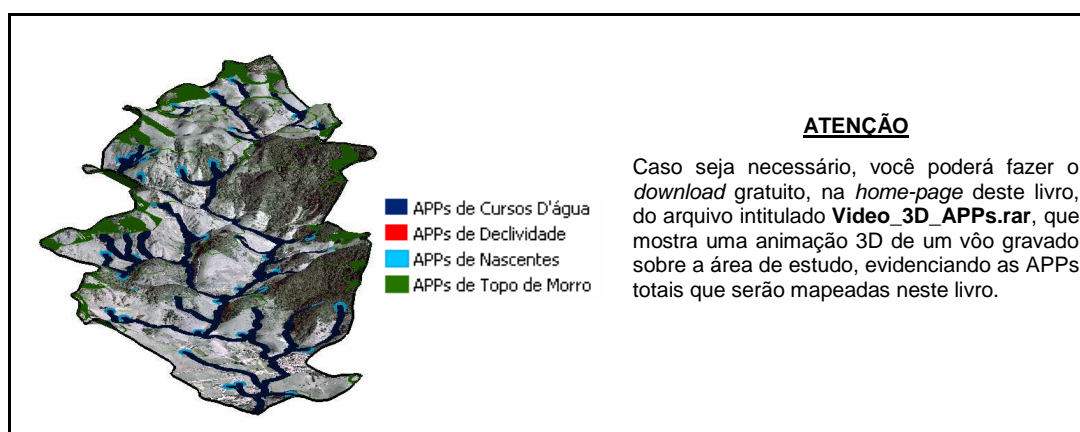 APPs de Cursos D'água
APPs de Declividade
APPs de Nascentes
APPs de Topo de Morro
ATENÇÃO
Caso seja necessário, você poderá fazer o
download gratuito, na home-page deste livro,
do arquivo intitulado Video_3D_APPs.rar, que
mostra uma animação 3D de um vôo gravado
sobre a área de estudo, evidenciando as APPs
totais que serão mapeadas neste livro.